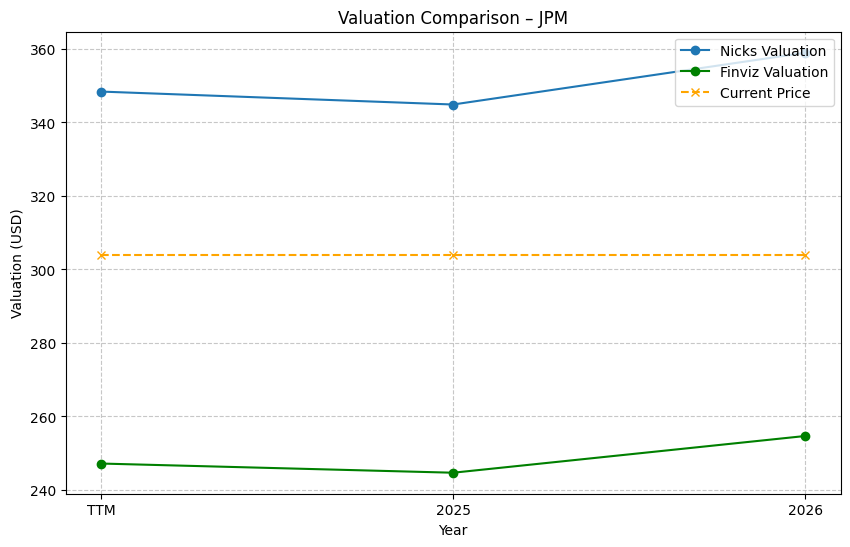 Valuation Comparison – JPM
Nicks Valuation
Finviz Valuation
Current Price
Valuation (USD)
360
340
320
300
280
260
240
TTM
2025
2026
Year